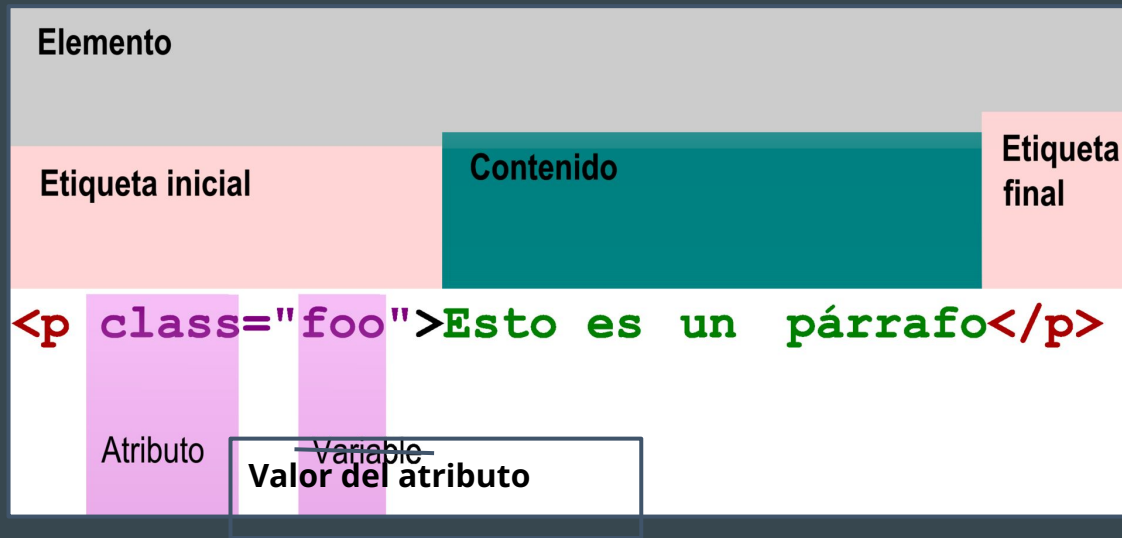 Elemento
Etiqueta inicial
Contenido
Etiqueta
final
<p class="foo">Esto es un párrafo</p>
Atributo
Variable
Valor del atributo